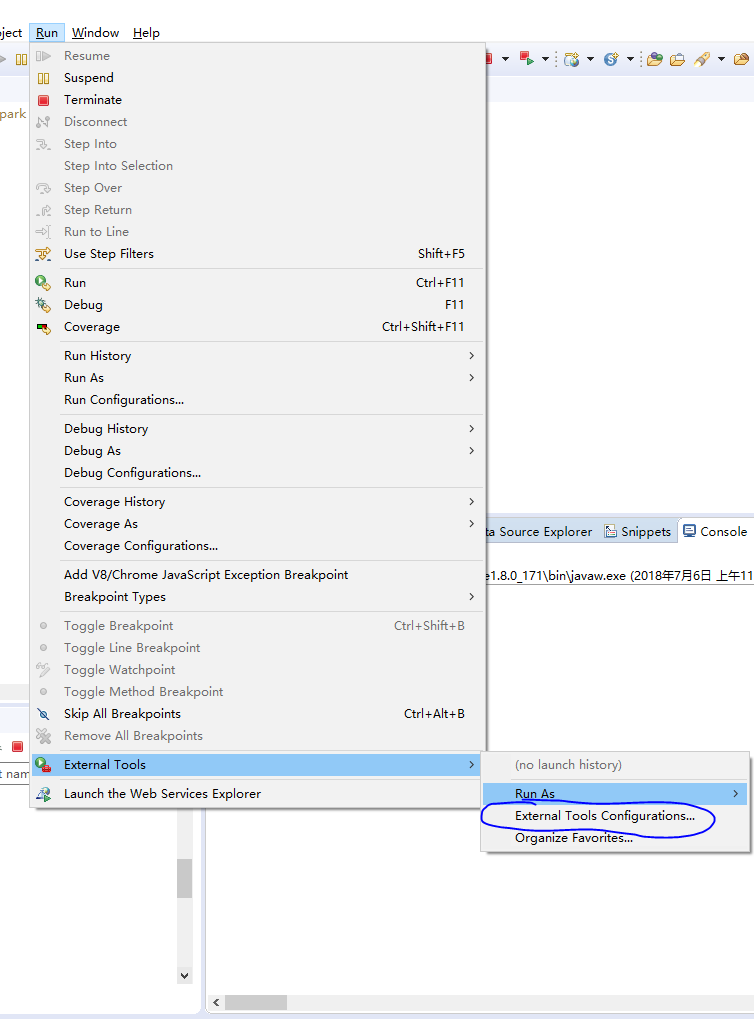 ject Run Window Help
park
Resume
Suspend
Terminate
Disconnect
Step Into
Step Into Selection
Step Over
Step Return
Run to Line
Use Step Filters Shift+F5
Run Ctrl+F11
Debug F11
Coverage Ctrl+Shift+F11
Run History
Run As
Run Configurations...
Debug History
Debug As
Debug Configurations...
Coverage History
Coverage As
Coverage Configurations...
Add V8/Chrome JavaScript Exception Breakpoint
Breakpoint Types
Toggle Breakpoint Ctrl+Shift+B
Toggle Line Breakpoint
Toggle Watchpoint
Toggle Method Breakpoint
Skip All Breakpoints Ctrl+Alt+B
Remove All Breakpoints
External Tools
Launch the Web Services Explorer
(no launch history)
Run As
External Tools Configurations...
Organize Favorites...
ta Source Explorer Snippets Console
e1.8.0_171\bin\javaw.exe (2018年7月6日 上午11
t nam